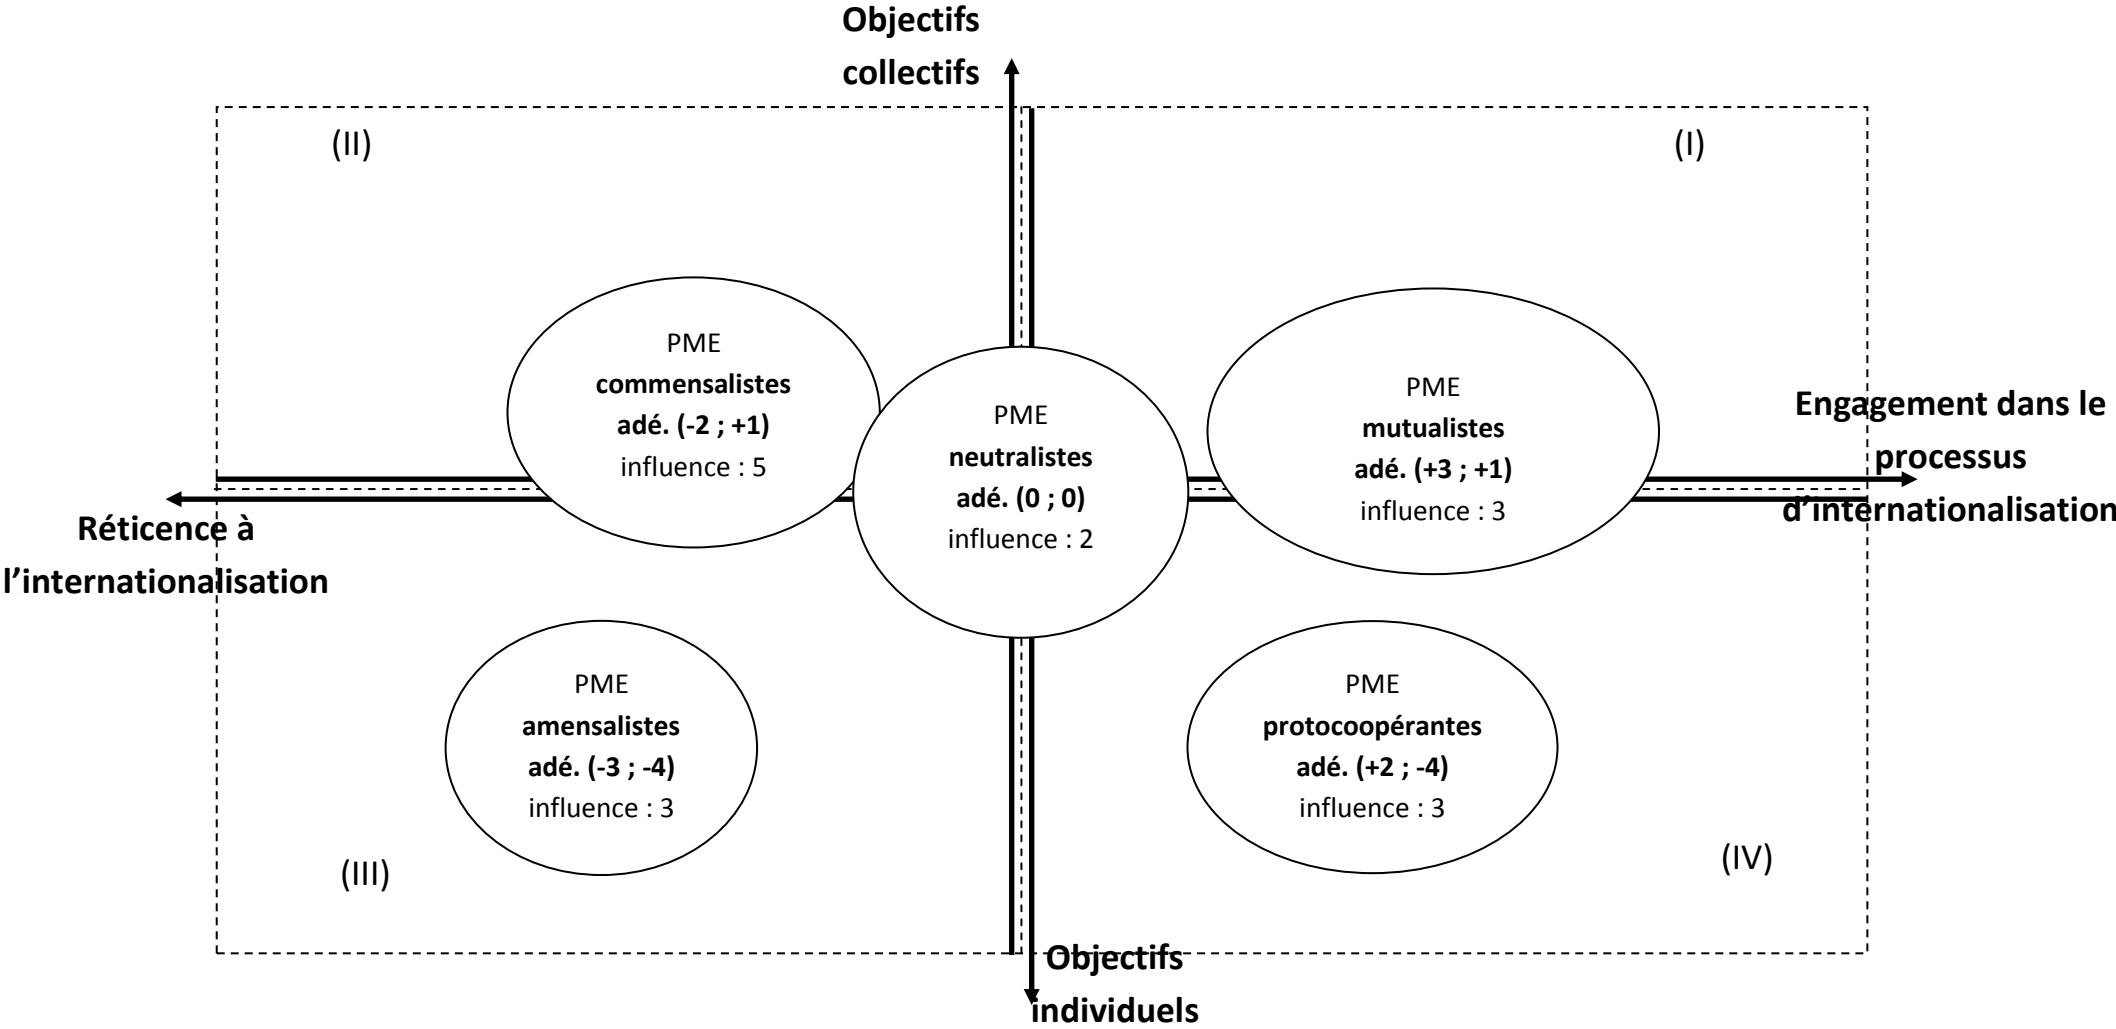 Objectifs
collectifs
(II)
(I)
PME
commensalistes
adé. (-2 ; +1)
influence : 5
PME
neutralistes
adé. (0 ; 0)
influence : 2
PME
mutualistes
adé. (+3 ; +1)
influence : 3
Engagement dans le
processus
d’internationalisation
Réticence à
l’internationalisation
PME
amensalistes
adé. (-3 ; -4)
influence : 3
PME
protocoopérantes
adé. (+2 ; -4)
influence : 3
(III)
(IV)
Objectifs
individuels